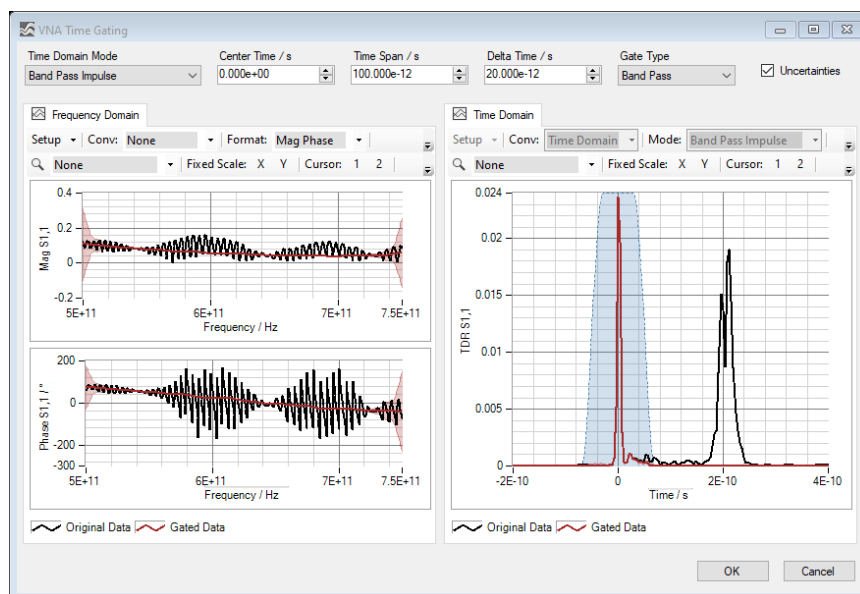 VNA Time Gating
Time Domain Mode Center Time / s Time Span / s Delta Time / s Gate Type
Band Pass Impulse 0.000e+00 100.000e-12 20.000e-12 Band Pass Uncertainties
Frequency Domain
Setup Conv: None Format: Mag Phase
None Fixed Scale: X Y Cursor: 1 2
0.4
0.2
0
-0.2
Mag S1,1
5E+11 6E+11 7E+11 7.5E+11
Frequency / Hz
200
0
-200
-300
Phase S1,1 / °
5E+11 6E+11 7E+11 7.5E+11
Frequency / Hz
Original Data Gated Data
Time Domain
Setup Conv: Time Domain Mode: Band Pass Impulse
None Fixed Scale: X Y Cursor: 1 2
0.024
0.02
0.015
0.01
0.005
0
TDR S1,1
-2E-10 0 2E-10 4E-10
Time / s
Original Data Gated Data
OK Cancel